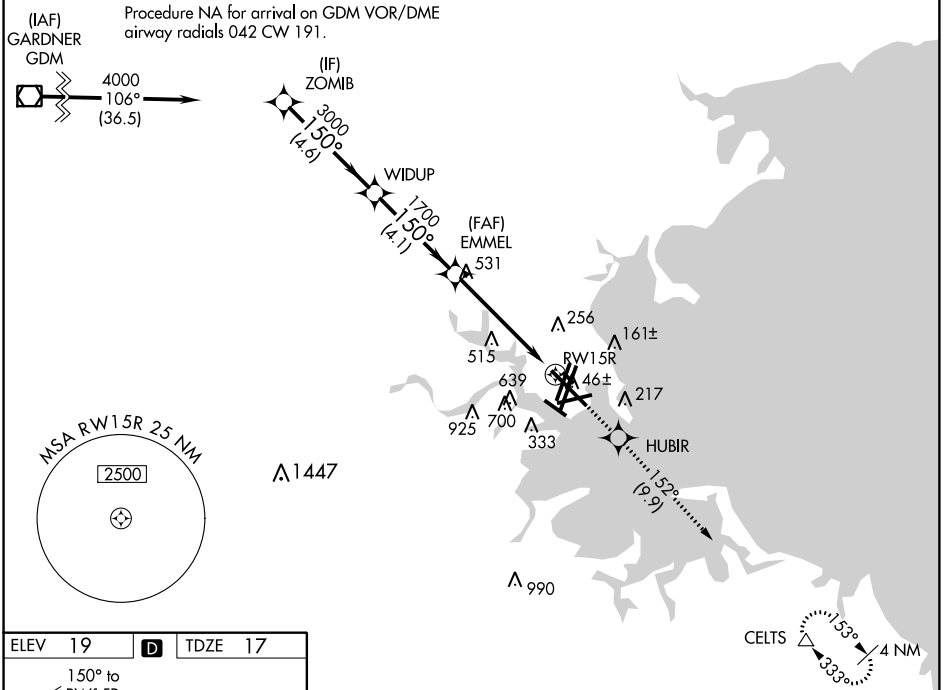 Procedure NA for arrival on GDM VOR/DME
airway radials 042 CW 191.
(IAF)
GARDNER
GDM
4000
106°
(36.5)
(IF)
ZOMIB
3000
150°
(4.6)
WIDUP
1700
150°
(4.1)
(FAF)
EMMEL
531
256
161±
515
RW15R
46±
639
217
925
700
333
HUBIR
MSA RW15R 25 NM
2500
1447
152°
(9.9)
990
CELTS
153°
4 NM
333°
ELEV 19
D
TDZE 17
150° to